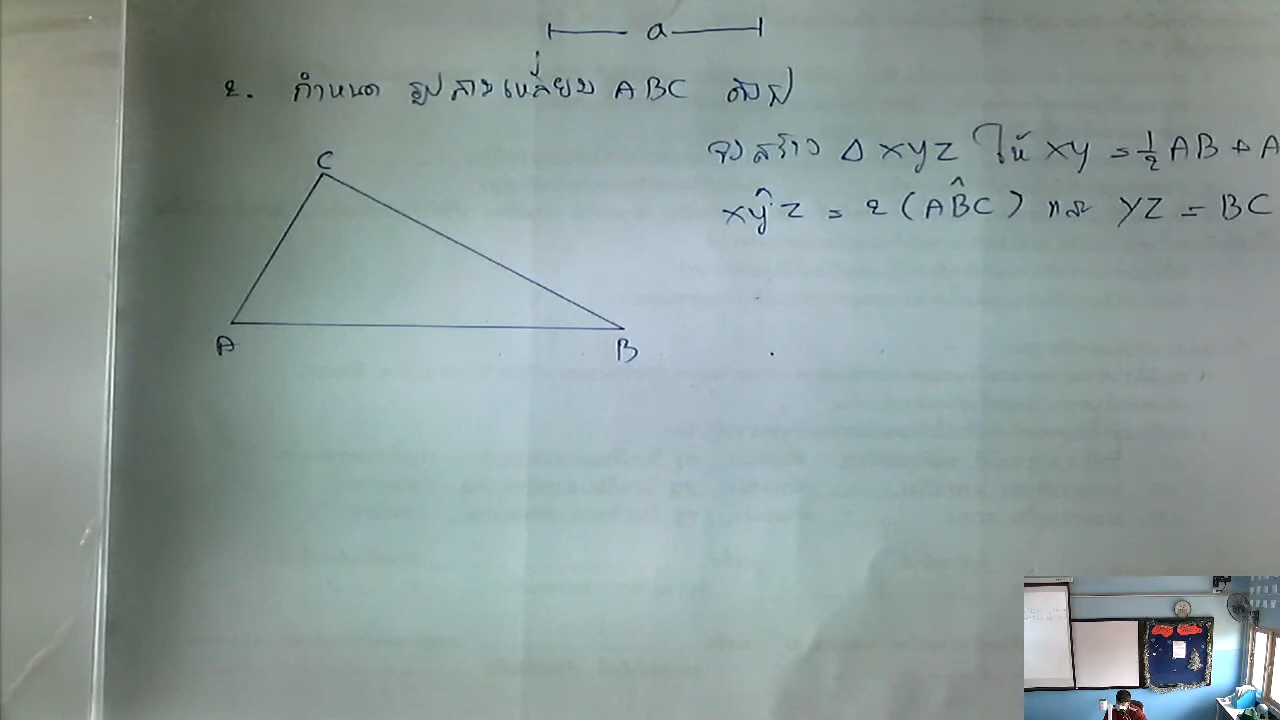 a
2. กำหนด รูปสามเหลี่ยม ABC ดังรูป
จงสร้าง Δ XYZ ให้ XY = 1/2 AB + A
XŶZ = 2 (AB̂C) และ YZ = BC
C
A
B